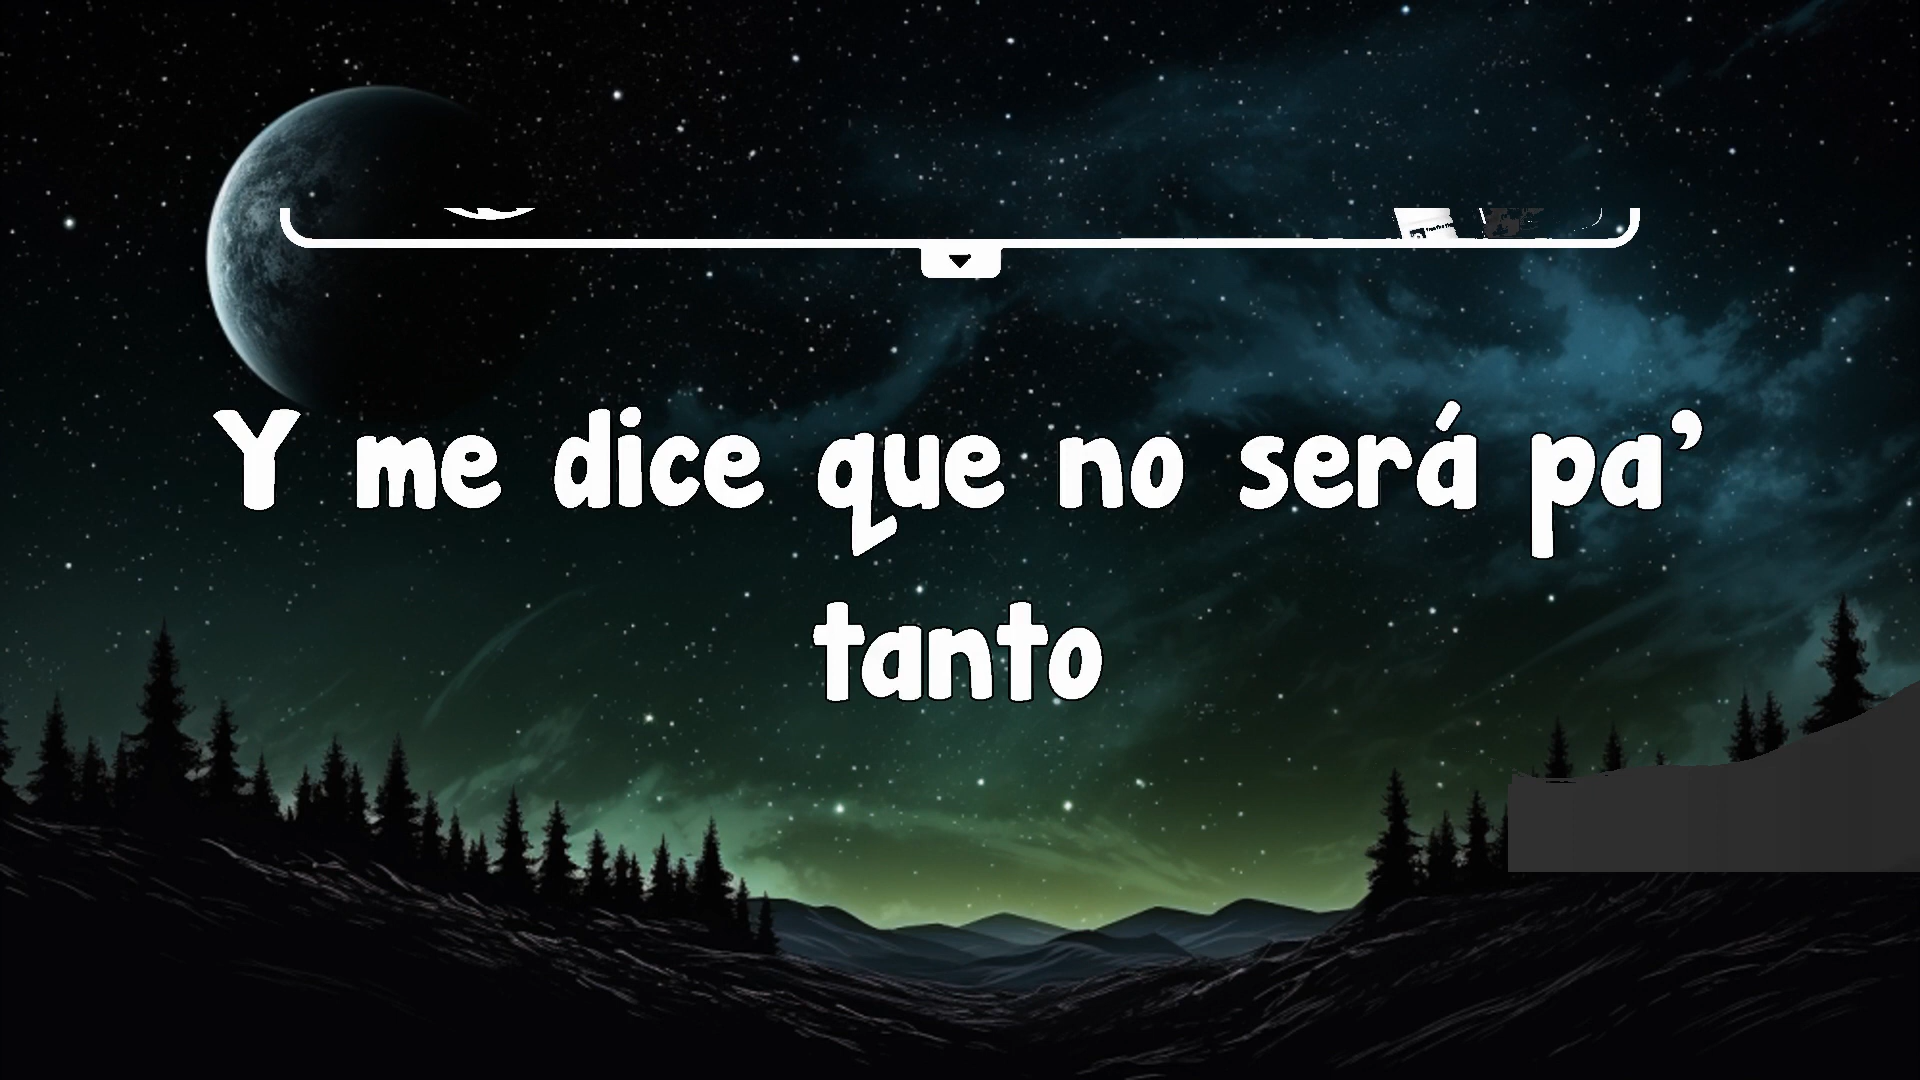 Y me dice que no será pa’
tanto